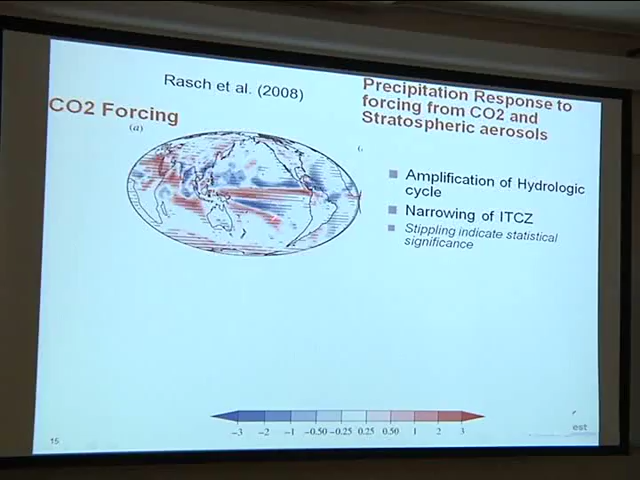 Rasch et al. (2008)
Precipitation Response to
forcing from CO2 and
Stratospheric aerosols
CO2 Forcing
(a)
(
Amplification of Hydrologic
cycle
Narrowing of ITCZ
Stippling indicate statistical
significance
-3 -2 -1 -0.50 -0.25 0.25 0.50 1 2 3
15
est